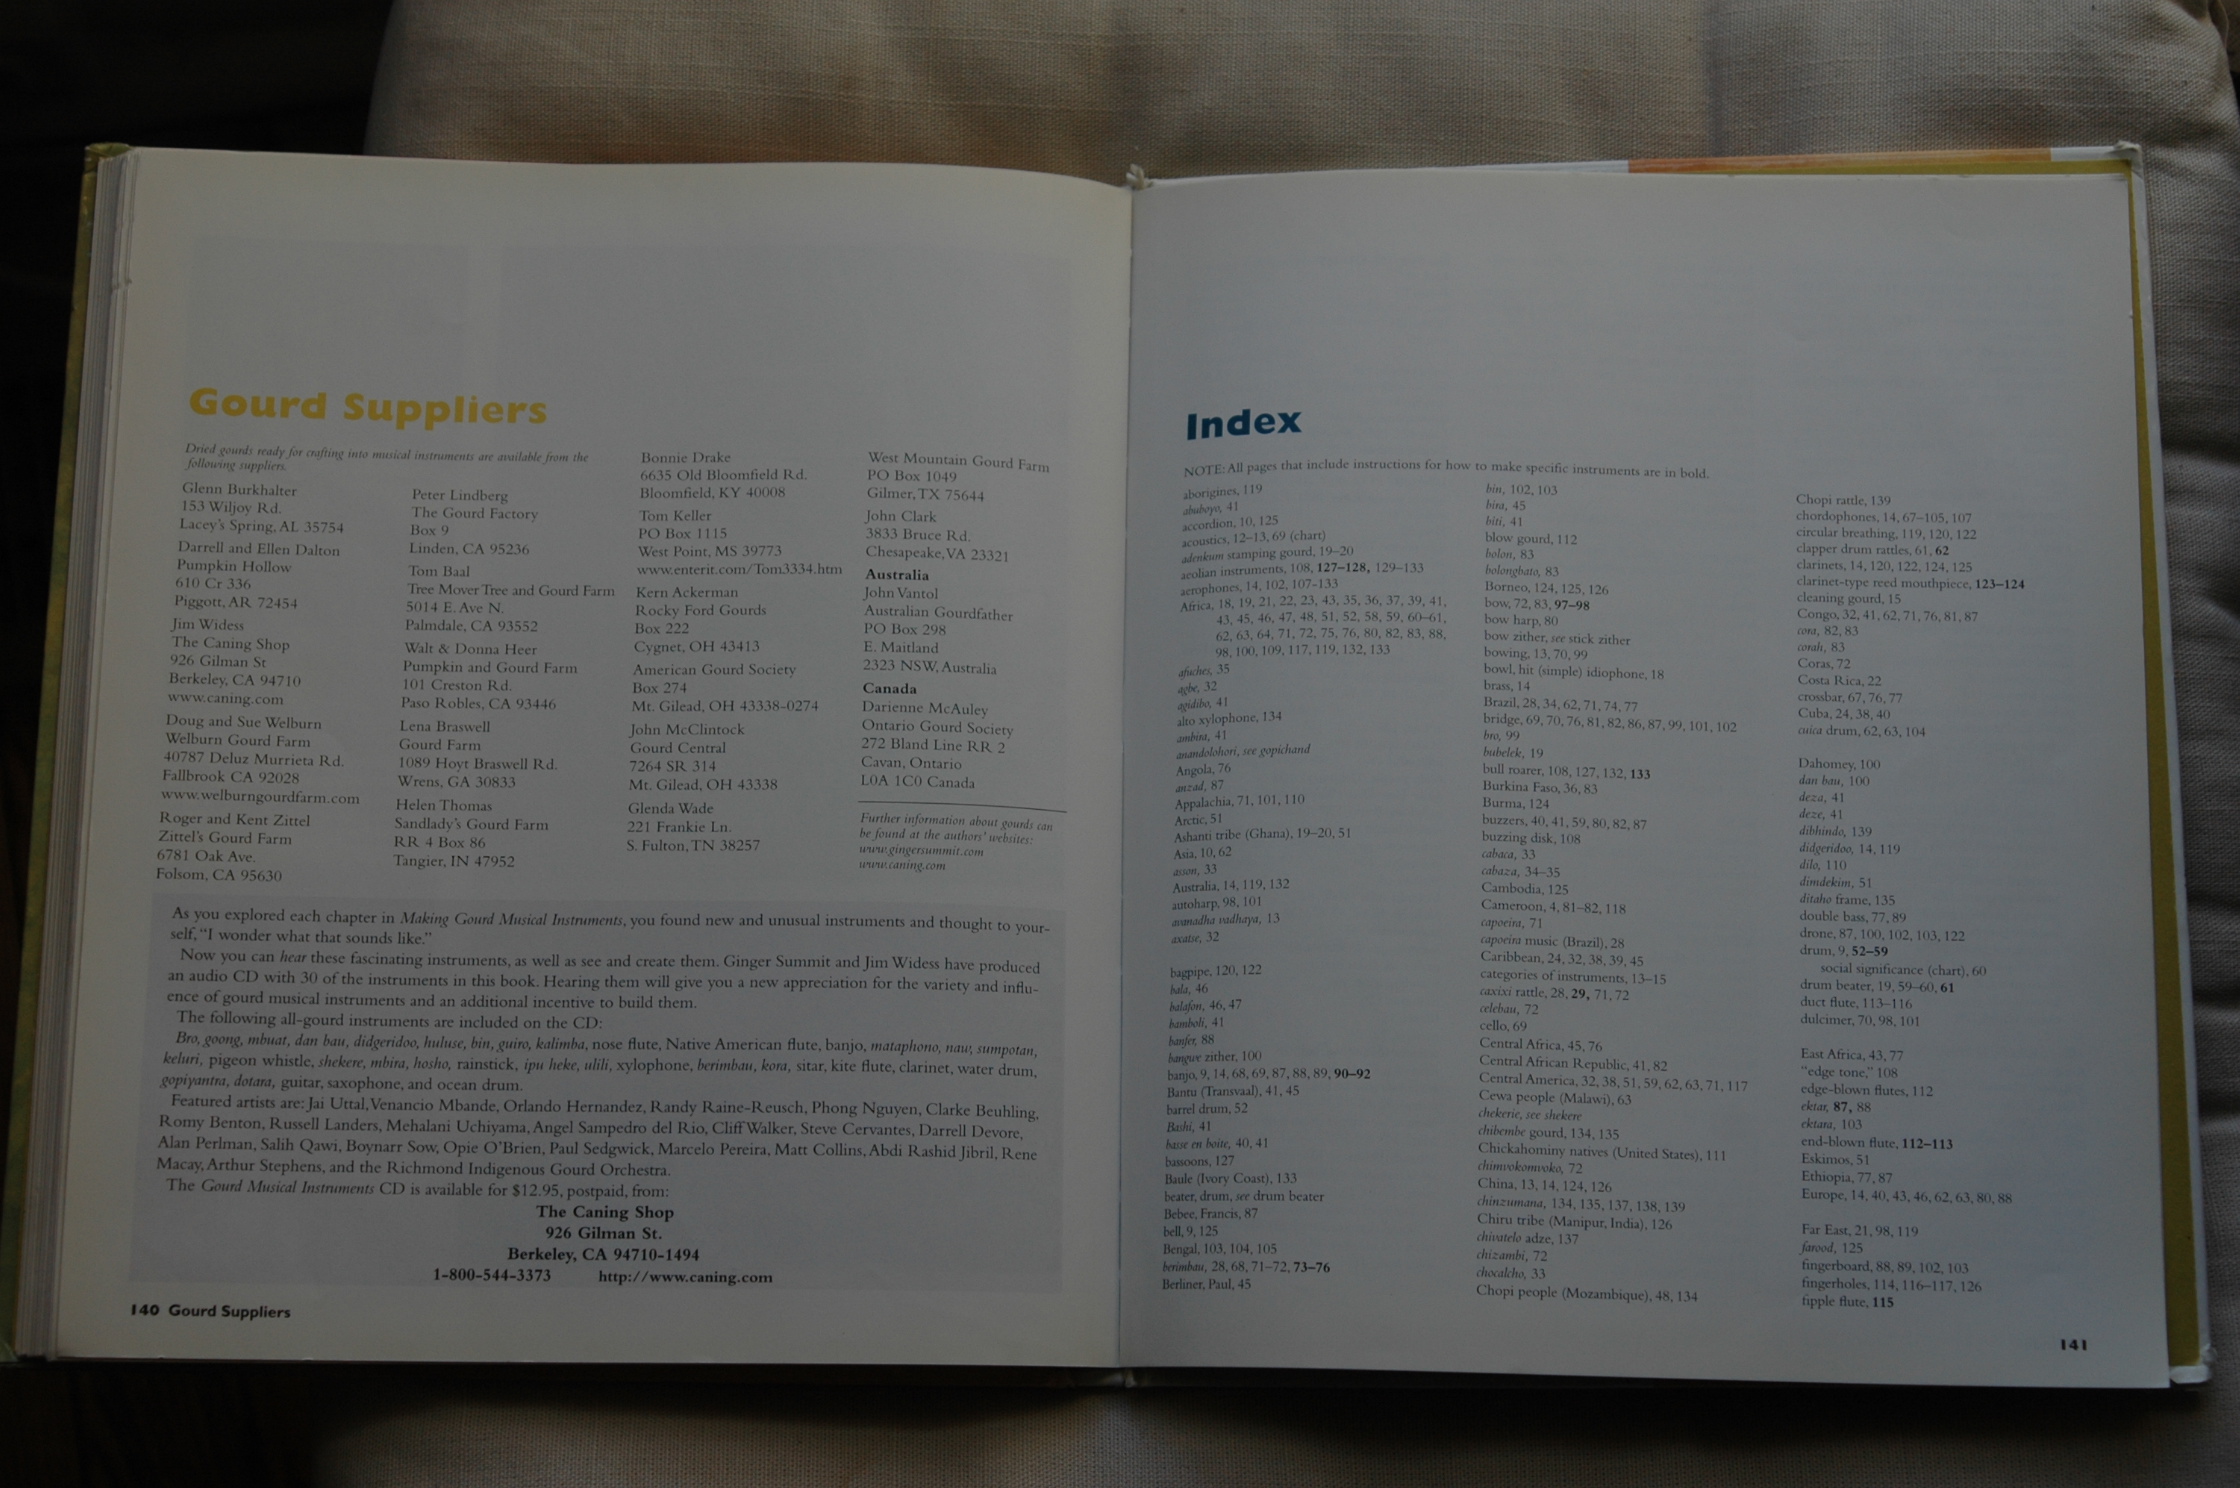 Gourd Suppliers
Dried gourds ready for crafting into musical instruments are available from the
following suppliers.
Glenn Burkhalter
153 Wiljoy Rd.
Lacey's Spring, AL 35754
Darrell and Ellen Dalton
Pumpkin Hollow
610 Cr 336
Piggott, AR 72454
Jim Widess
The Caning Shop
926 Gilman St
Berkeley, CA 94710
www.caning.com
Doug and Sue Welburn
Welburn Gourd Farm
40787 Deluz Murrieta Rd.
Fallbrook CA 92028
www.welburngourdfarm.com
Roger and Kent Zittel
Zittel's Gourd Farm
6781 Oak Ave.
Folsom, CA 95630
Peter Lindberg
The Gourd Factory
Box 9
Linden, CA 95236
Tom Baal
Tree Mover Tree and Gourd Farm
5014 E. Ave N.
Palmdale, CA 93552
Walt & Donna Heer
Pumpkin and Gourd Farm
101 Creston Rd.
Paso Robles, CA 93446
Lena Braswell
Gourd Farm
1089 Hoyt Braswell Rd.
Wrens, GA 30833
Helen Thomas
Sandlady's Gourd Farm
RR 4 Box 86
Tangier, IN 47952
Bonnie Drake
6635 Old Bloomfield Rd.
Bloomfield, KY 40008
Tom Keller
PO Box 1115
West Point, MS 39773
www.enterit.com/Tom3334.htm
Kern Ackerman
Rocky Ford Gourds
Box 222
Cygnet, OH 43413
American Gourd Society
Box 274
Mt. Gilead, OH 43338-0274
John McClintock
Gourd Central
7264 SR 314
Mt. Gilead, OH 43338
Glenda Wade
221 Frankie Ln.
S. Fulton, TN 38257
West Mountain Gourd Farm
PO Box 1049
Gilmer, TX 75644
John Clark
3833 Bruce Rd.
Chesapeake, VA 23321
Australia
John Vantol
Australian Gourdfather
PO Box 298
E. Maitland
2323 NSW, Australia
Canada
Darienne McAuley
Ontario Gourd Society
272 Bland Line RR 2
Cavan, Ontario
L0A 1C0 Canada
Further information about gourds can
be found at the authors' websites:
www.gingersummit.com
www.caning.com
As you explored each chapter in Making Gourd Musical Instruments, you found new and unusual instruments and thought to your-
self, "I wonder what that sounds like."
Now you can hear these fascinating instruments, as well as see and create them. Ginger Summit and Jim Widess have produced
an audio CD with 30 of the instruments in this book. Hearing them will give you a new appreciation for the variety and influ-
ence of gourd musical instruments and an additional incentive to build them.
The following all-gourd instruments are included on the CD:
Bro, goong, mbuat, dan bau, didgeridoo, huluse, bin, guiro, kalimba, nose flute, Native American flute, banjo, mataphono, naw, sumpotan,
keluri, pigeon whistle, shekere, mbira, hosho, rainstick, ipu heke, ulili, xylophone, berimbau, kora, sitar, kite flute, clarinet, water drum,
gopiyantra, dotara, guitar, saxophone, and ocean drum.
Featured artists are: Jai Uttal, Venancio Mbande, Orlando Hernandez, Randy Raine-Reusch, Phong Nguyen, Clarke Beuhling,
Romy Benton, Russell Landers, Mehalani Uchiyama, Angel Sampedro del Rio, Cliff Walker, Steve Cervantes, Darrell Devore,
Alan Perlman, Salih Qawi, Boynarr Sow, Opie O'Brien, Paul Sedgwick, Marcelo Pereira, Matt Collins, Abdi Rashid Jibril, Rene
Macay, Arthur Stephens, and the Richmond Indigenous Gourd Orchestra.
The Gourd Musical Instruments CD is available for $12.95, postpaid, from:
The Caning Shop
926 Gilman St.
Berkeley, CA 94710-1494
1-800-544-3373 http://www.caning.com
140 Gourd Suppliers
Index
NOTE: All pages that include instructions for how to make specific instruments are in bold.
aborigines, 119
ababoyo, 41
accordion, 10, 125
acoustics, 12–13, 69 (chart)
adenkum stamping gourd, 19–20
aeolian instruments, 108, 127–128, 129–133
aerophones, 14, 102, 107-133
Africa, 18, 19, 21, 22, 23, 43, 35, 36, 37, 39, 41,
43, 45, 46, 47, 48, 51, 52, 58, 59, 60–61,
62, 63, 64, 71, 72, 75, 76, 80, 82, 83, 88,
98, 100, 109, 117, 119, 132, 133
afuches, 35
agbe, 32
agidibo, 41
alto xylophone, 134
ambira, 41
anandolohori, see gopichand
Angola, 76
anzad, 87
Appalachia, 71, 101, 110
Arctic, 51
Ashanti tribe (Ghana), 19–20, 51
Asia, 10, 62
asson, 33
Australia, 14, 119, 132
autoharp, 98, 101
avanadha vadhaya, 13
axatse, 32
bagpipe, 120, 122
bala, 46
balafon, 46, 47
bamboli, 41
banfer, 88
bangwe zither, 100
banjo, 9, 14, 68, 69, 87, 88, 89, 90–92
Bantu (Transvaal), 41, 45
barrel drum, 52
Bashi, 41
basse en boite, 40, 41
bassoons, 127
Baule (Ivory Coast), 133
beater, drum, see drum beater
Bebee, Francis, 87
bell, 9, 125
Bengal, 103, 104, 105
berimbau, 28, 68, 71–72, 73–76
Berliner, Paul, 45
bin, 102, 103
bira, 45
biti, 41
blow gourd, 112
bolon, 83
bolongbato, 83
Borneo, 124, 125, 126
bow, 72, 83, 97–98
bow harp, 80
bow zither, see stick zither
bowing, 13, 70, 99
bowl, hit (simple) idiophone, 18
brass, 14
Brazil, 28, 34, 62, 71, 74, 77
bridge, 69, 70, 76, 81, 82, 86, 87, 99, 101, 102
bro, 99
bubelek, 19
bull roarer, 108, 127, 132, 133
Burkina Faso, 36, 83
Burma, 124
buzzers, 40, 41, 59, 80, 82, 87
buzzing disk, 108
cabaca, 33
cabaza, 34–35
Cambodia, 125
Cameroon, 4, 81–82, 118
capoeira, 71
capoeira music (Brazil), 28
Caribbean, 24, 32, 38, 39, 45
categories of instruments, 13–15
caxixi rattle, 28, 29, 71, 72
celebau, 72
cello, 69
Central Africa, 45, 76
Central African Republic, 41, 82
Central America, 32, 38, 51, 59, 62, 63, 71, 117
Cewa people (Malawi), 63
chekerie, see shekere
chibembe gourd, 134, 135
Chickahominy natives (United States), 111
chimvokomvoko, 72
China, 13, 14, 124, 126
chinzumana, 134, 135, 137, 138, 139
Chiru tribe (Manipur, India), 126
chivatelo adze, 137
chizambi, 72
chocalcho, 33
Chopi people (Mozambique), 48, 134
Chopi rattle, 139
chordophones, 14, 67–105, 107
circular breathing, 119, 120, 122
clapper drum rattles, 61, 62
clarinets, 14, 120, 122, 124, 125
clarinet-type reed mouthpiece, 123–124
cleaning gourd, 15
Congo, 32, 41, 62, 71, 76, 81, 87
cora, 82, 83
corah, 83
Coras, 72
Costa Rica, 22
crossbar, 67, 76, 77
Cuba, 24, 38, 40
cuica drum, 62, 63, 104
Dahomey, 100
dan bau, 100
deza, 41
deze, 41
dibhindo, 139
didgeridoo, 14, 119
dilo, 110
dimdekim, 51
ditaho frame, 135
double bass, 77, 89
drone, 87, 100, 102, 103, 122
drum, 9, 52–59
social significance (chart), 60
drum beater, 19, 59–60, 61
duct flute, 113–116
dulcimer, 70, 98, 101
East Africa, 43, 77
"edge tone," 108
edge-blown flutes, 112
ektar, 87, 88
ektara, 103
end-blown flute, 112–113
Eskimos, 51
Ethiopia, 77, 87
Europe, 14, 40, 43, 46, 62, 63, 80, 88
Far East, 21, 98, 119
farood, 125
fingerboard, 88, 89, 102, 103
fingerholes, 114, 116–117, 126
fipple flute, 115
141